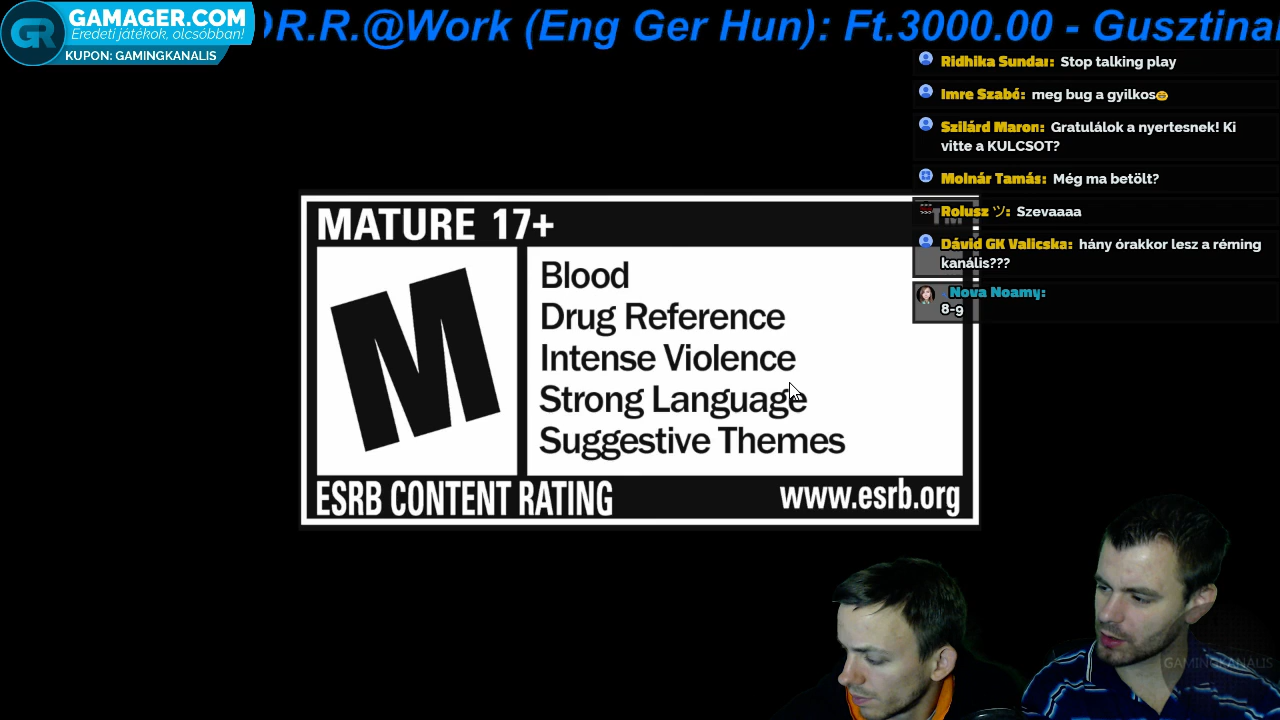 GAMAGER.COM
Eredeti játékok, olcsóbban!
KUPON: GAMINGKANALIS
R.R.@Work (Eng Ger Hun): Ft.3000.00 - Gusztina
Ridhika Sundar: Stop talking play
Imre Szabó: meg bug a gyilkos
Szilárd Maron: Gratulálok a nyertesnek! Ki
vitte a KULCSOT?
Molnár Tamás: Még ma betölt?
Rolusz ツ: Szevaaaa
Dávid GK Valicska: hány órakkor lesz a réming
kanális???
Nova Noamy:
8-9
MATURE 17+
M
Blood
Drug Reference
Intense Violence
Strong Language
Suggestive Themes
ESRB CONTENT RATING
www.esrb.org
GAMINGKANALIS